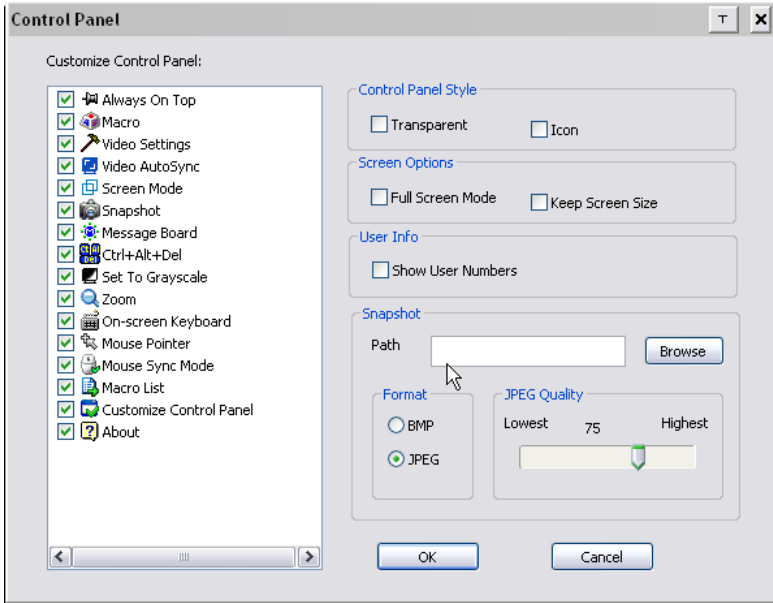 Control Panel
T
Customize Control Panel:
Always On Top
Macro
Video Settings
Video AutoSync
Screen Mode
Snapshot
Message Board
Ctrl+Alt+Del
Set To Grayscale
Zoom
On-screen Keyboard
Mouse Pointer
Mouse Sync Mode
Macro List
Customize Control Panel
About
Control Panel Style
Transparent
Icon
Screen Options
Full Screen Mode
Keep Screen Size
User Info
Show User Numbers
Snapshot
Path
Browse
Format
BMP
JPEG
JPEG Quality
Lowest 75 Highest
OK
Cancel